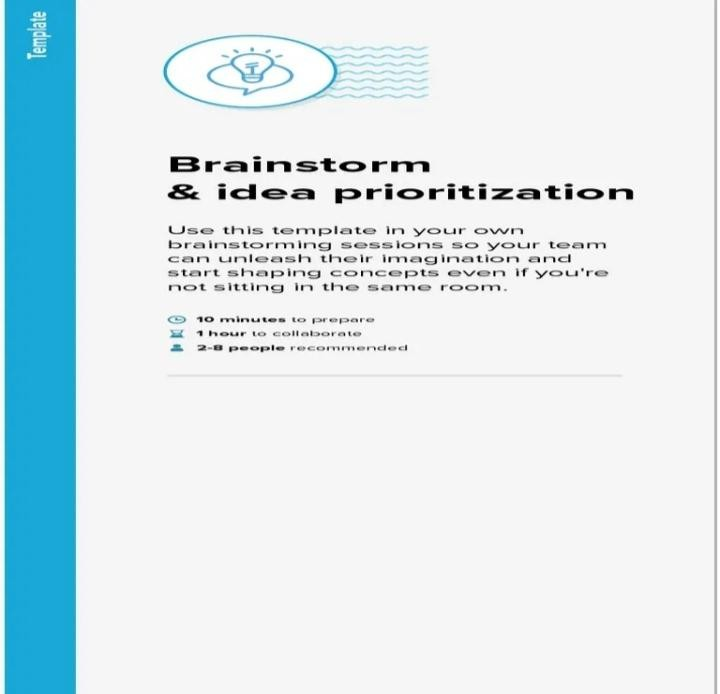 Template
Brainstorm
& idea prioritization
Use this template in your own
brainstorming sessions so your team
can unleash their imagination and
start shaping concepts even if you're
not sitting in the same room.
10 minutes to prepare
1 hour to collaborate
2-8 people recommended